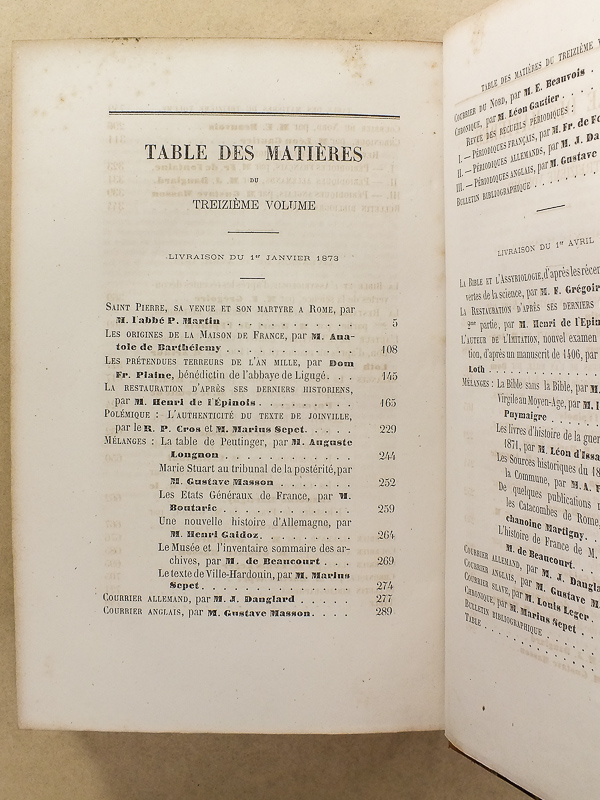 TABLE DES MATIÈRES
DU
TREIZIÈME VOLUME
LIVRAISON DU 1er JANVIER 1873
SAINT PIERRE, SA VENUE ET SON MARTYRE A ROME, par
M. l'abbé P. Martin . . . . . . . . . . . 5
LES ORIGINES DE LA MAISON DE FRANCE, par M. Ana-
tole de Barthélemy . . . . . . . . . . . 108
LES PRÉTENDUES TERREURS DE L'AN MILLE, par Dom
Fr. Plaine, bénédictin de l'abbaye de Ligugé. . . 145
LA RESTAURATION D'APRÈS SES DERNIERS HISTORIENS,
par M. Henri de l'Épinois . . . . . . . . 165
POLÉMIQUE : L'AUTHENTICITÉ DU TEXTE DE JOINVILLE,
par le R. P. Cros et M. Marius Sepet. . . . . 229
MÉLANGES : La table de Peutinger, par M. Auguste
Longnon . . . . . . . . . . . 244
Marie Stuart au tribunal de la postérité, par
M. Gustave Masson . . . . . . . 252
Les Etats Généraux de France, par M.
Boutaric . . . . . . . . . . . 259
Une nouvelle histoire d'Allemagne, par
M. Henri Gaidoz . . . . . . . . 264
Le Musée et l'inventaire sommaire des ar-
chives, par M. de Beaucourt . . . 269
Le texte de Ville-Hardouin, par M. Marius
Sepet. . . . . . . . . . . . . 274
COURRIER ALLEMAND, par M. J. Danglard . . . . . 277
COURRIER ANGLAIS, par M. Gustave Masson. . . . 289
TABLE DES MATIÈRES DU TREIZIÈME
COURRIER DU NORD, par M. E. Beauvois .
CHRONIQUE, par M. Léon Gautier .
REVUE DES RECUEILS PÉRIODIQUES :
I. — PÉRIODIQUES FRANÇAIS, par M. Fr. de
II. — PÉRIODIQUES ALLEMANDS, par M. J.
III. — PÉRIODIQUES ANGLAIS, par M. Gustave
BULLETIN BIBLIOGRAPHIQUE . . . . . .
LIVRAISON DU 1er AVRIL
LA BIBLE ET L'ASSYRIOLOGIE, d'après les
vertes de la science, par M. F.
LA RESTAURATION D'APRÈS SES DERNIERS
2me partie, par M. Henri de
L'AUTEUR DE L'IMITATION, nouvel examen
tion, d'après un manuscrit de 1406, par
Loth . . . . . . . . . .
MÉLANGES : La Bible sans la Bible, par M.
Virgile au Moyen-Age, par M.
Puymaigre . . . . .
Les livres d'histoire de la
1871, par M. Léon
Les Sources historiques du
la Commune, par M. A.
De quelques publications
les Catacombes de Rome,
chanoine Martigny. .
L'histoire de France de M.
M. de Beaucourt. .
COURRIER ALLEMAND, par M. J.
COURRIER ANGLAIS, par M. Gustave
COURRIER SLAVE, par M. Louis Leger .
CHRONIQUE, par M. Marius Sepet .
BULLETIN BIBLIOGRAPHIQUE . . .
TABLE . . . . .